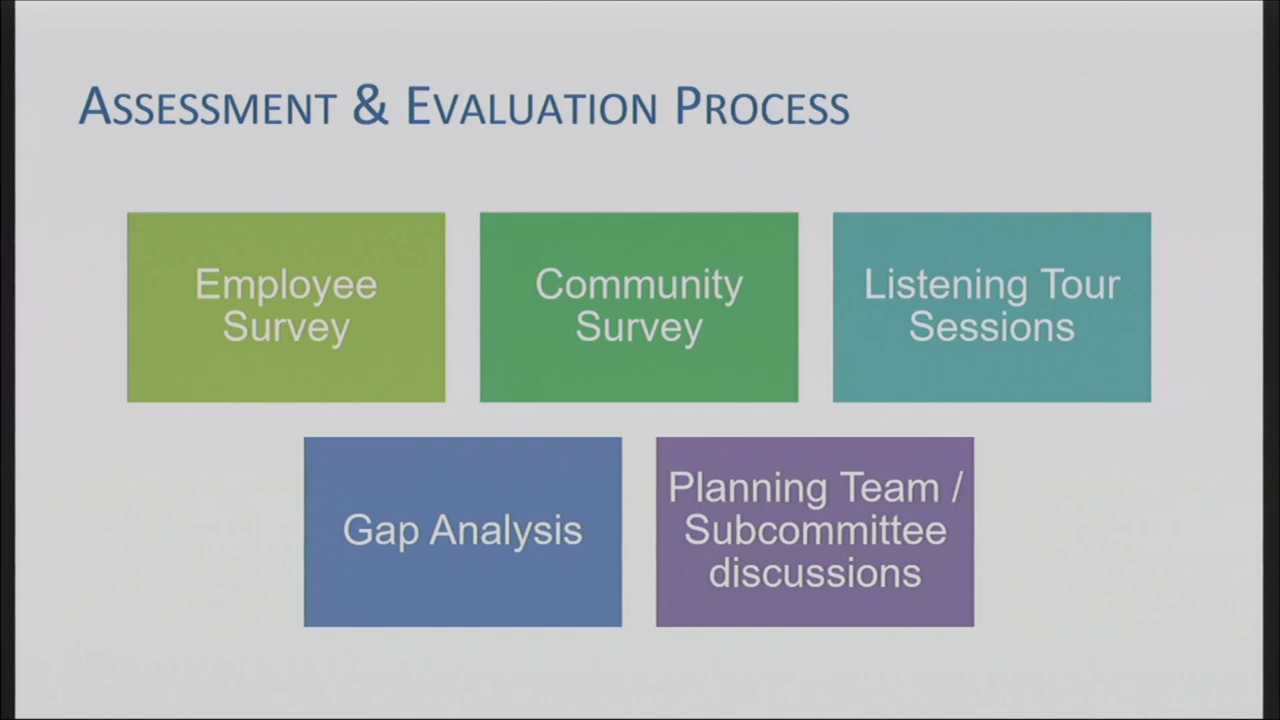 ASSESSMENT & EVALUATION PROCESS
Employee
Survey
Community
Survey
Listening Tour
Sessions
Gap Analysis
Planning Team /
Subcommittee
discussions